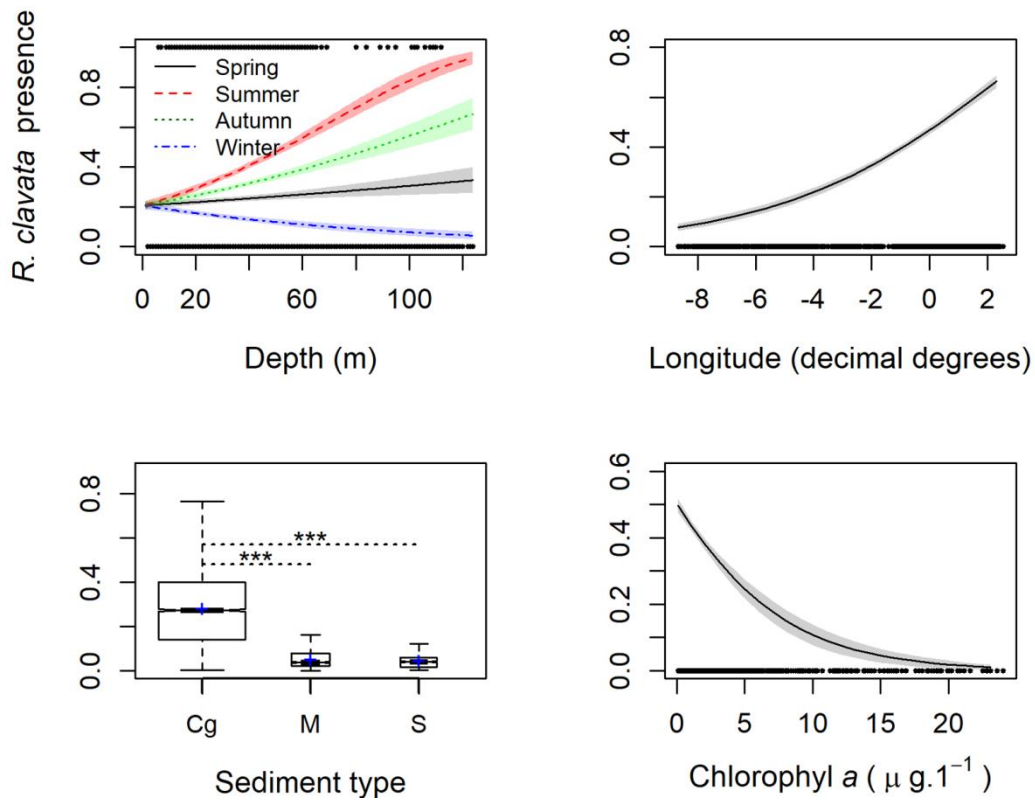 R. clavata presence
0.0 0.4 0.8
Spring
Summer
Autumn
Winter
0 20 60 100
Depth (m)
0.0 0.4 0.8
-8 -6 -4 -2 0 2
Longitude (decimal degrees)
0.0 0.4 0.8
***
***
Cg M S
Sediment type
0.0 0.2 0.4 0.6
0 5 10 15 20
Chlorophyl a ( μ g.1⁻¹ )